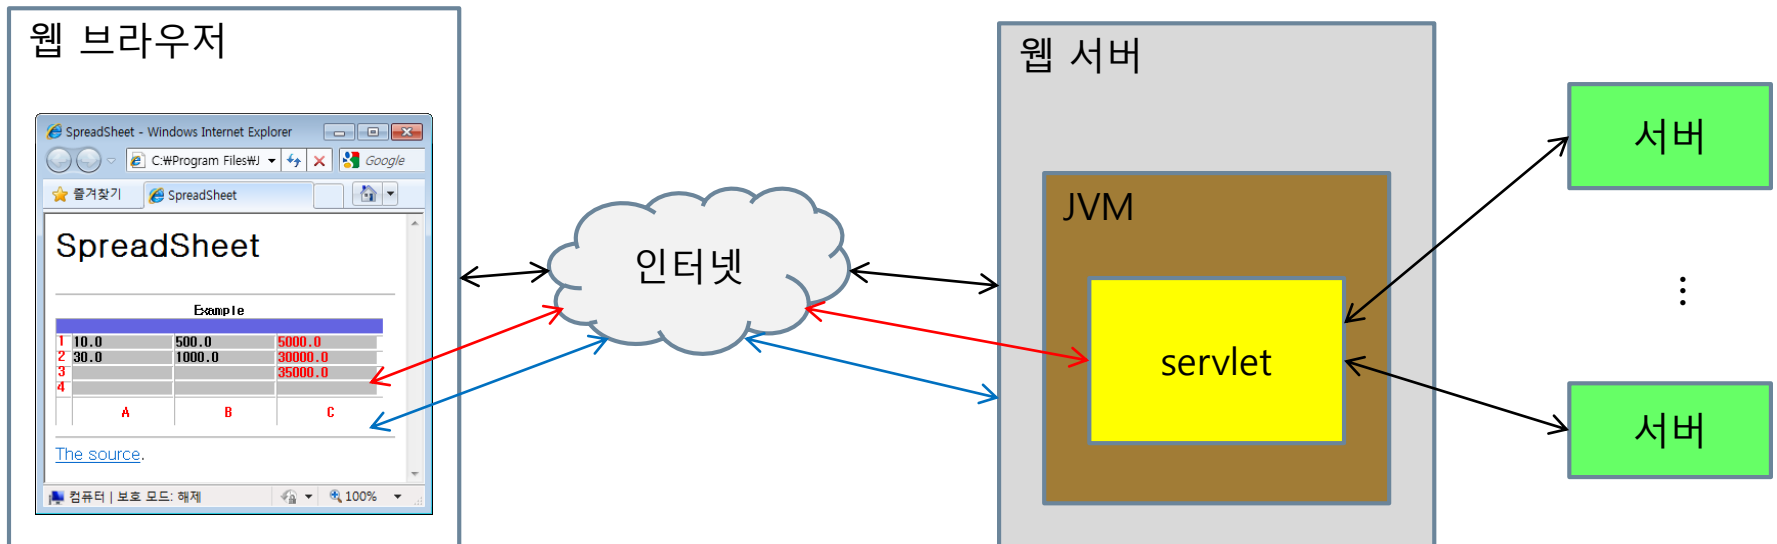 웹 브라우저
SpreadSheet - Windows Internet Explorer
C:₩Program Files₩J
Google
즐겨찾기
SpreadSheet
SpreadSheet
Example
1 10.0 500.0 5000.0
2 30.0 1000.0 30000.0
3 35000.0
4
A B C
The source.
컴퓨터 | 보호 모드: 해제
100%
인터넷
웹 서버
JVM
servlet
서버
⋮
서버